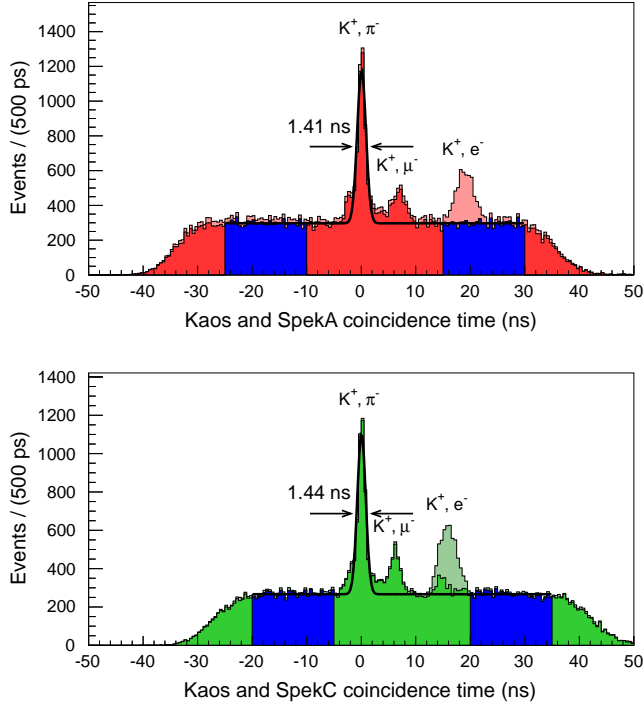 1400
1200
1000
800
600
400
200
0
Events / (500 ps)
K⁺, π⁻
1.41 ns
K⁺, μ⁻
K⁺, e⁻
-50 -40 -30 -20 -10 0 10 20 30 40 50
Kaos and SpekA coincidence time (ns)
1400
1200
1000
800
600
400
200
0
Events / (500 ps)
K⁺, π⁻
1.44 ns
K⁺, μ⁻
K⁺, e⁻
-50 -40 -30 -20 -10 0 10 20 30 40 50
Kaos and SpekC coincidence time (ns)